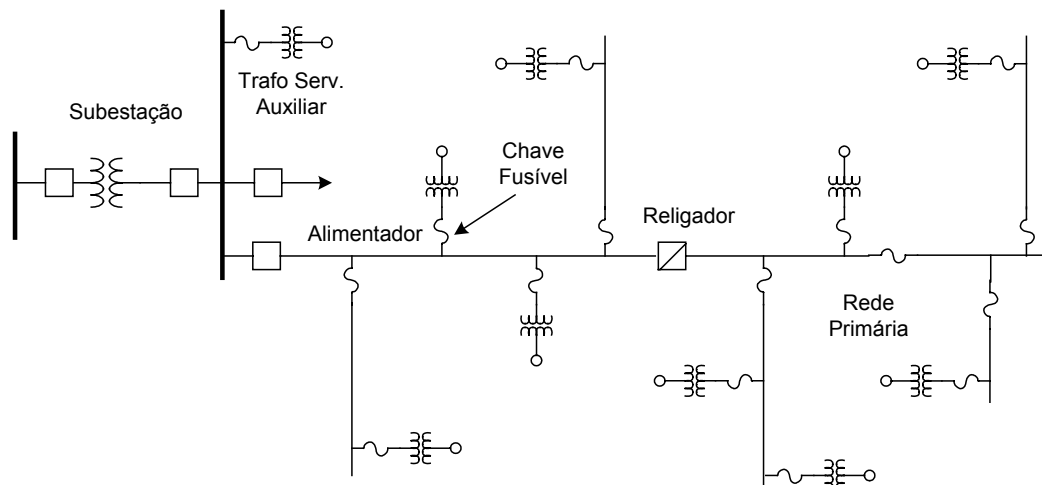 Trafo Serv.
Auxiliar
Subestação
Chave
Fusível
Alimentador
Religador
Rede
Primária